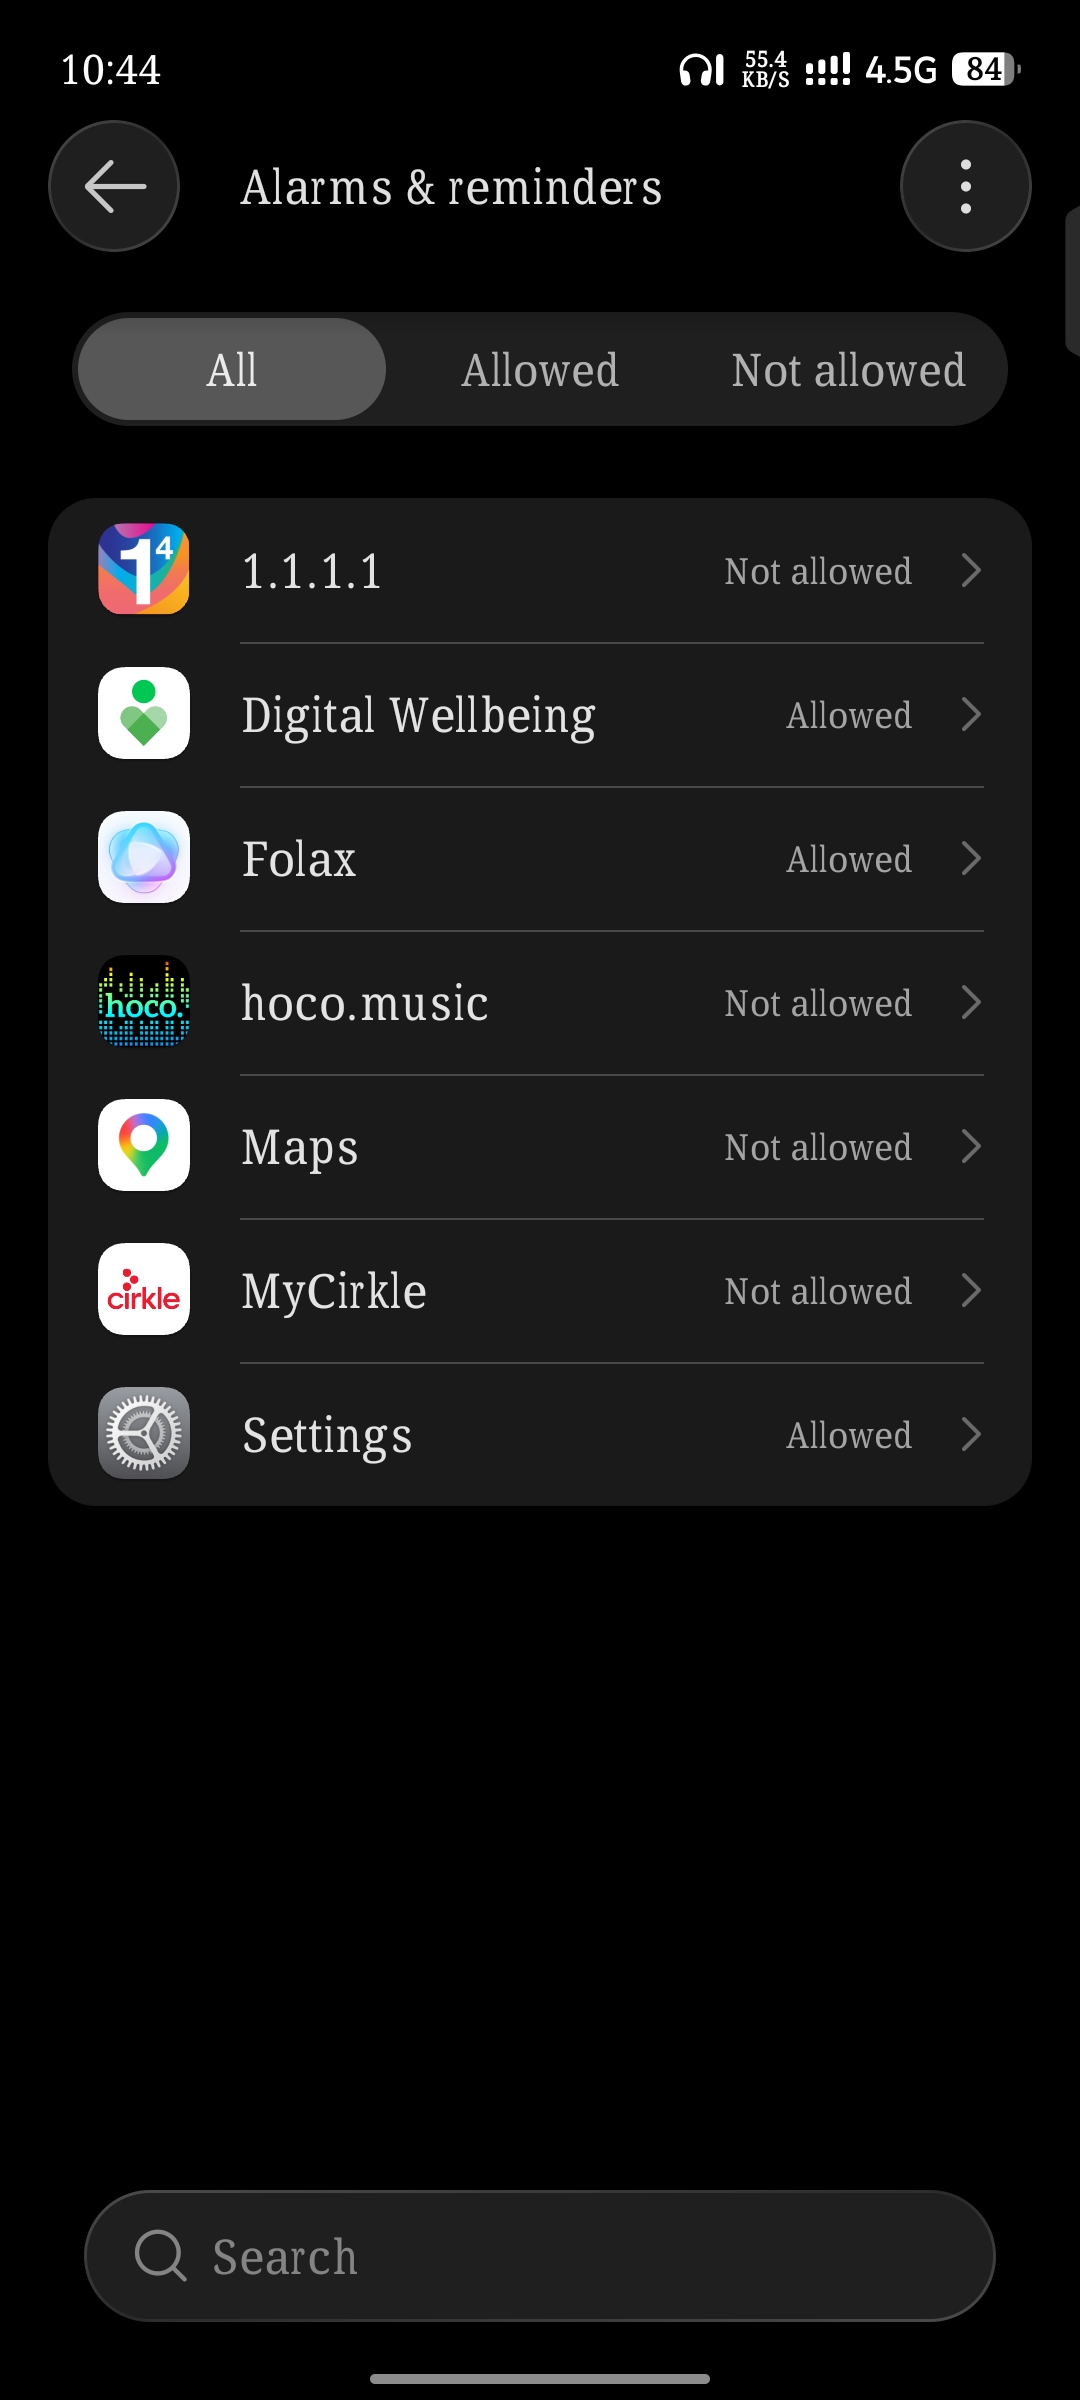 10:44
55.4
KB/S
4.5G
84
Alarms & reminders
All Allowed Not allowed
1.1.1.1 Not allowed
Digital Wellbeing Allowed
Folax Allowed
hoco.
hoco.music Not allowed
Maps Not allowed
cirkle
MyCirkle Not allowed
Settings Allowed
Search